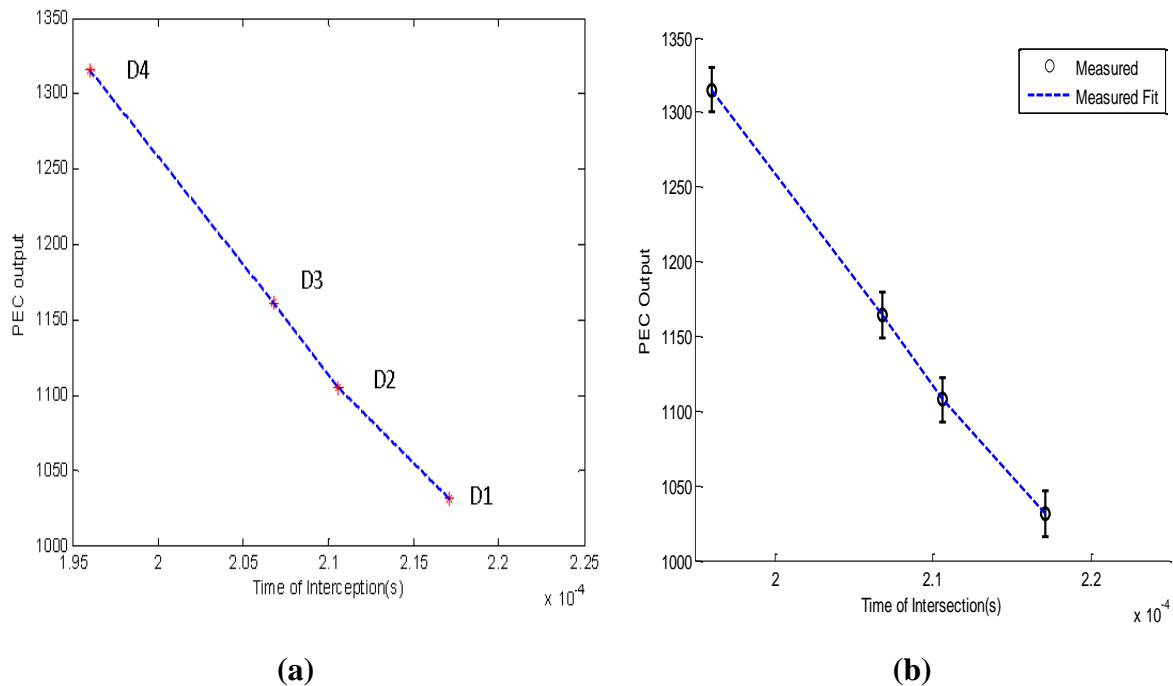 1350
1300
1250
1200
1150
1100
1050
1000
PEC output
D4
D3
D2
D1
1.95 2 2.05 2.1 2.15 2.2 2.25
Time of Interception(s)
x 10-4
(a)
1350
1300
1250
1200
1150
1100
1050
1000
PEC Output
Measured
Measured Fit
2 2.1 2.2
Time of Intersection(s)
x 10-4
(b)